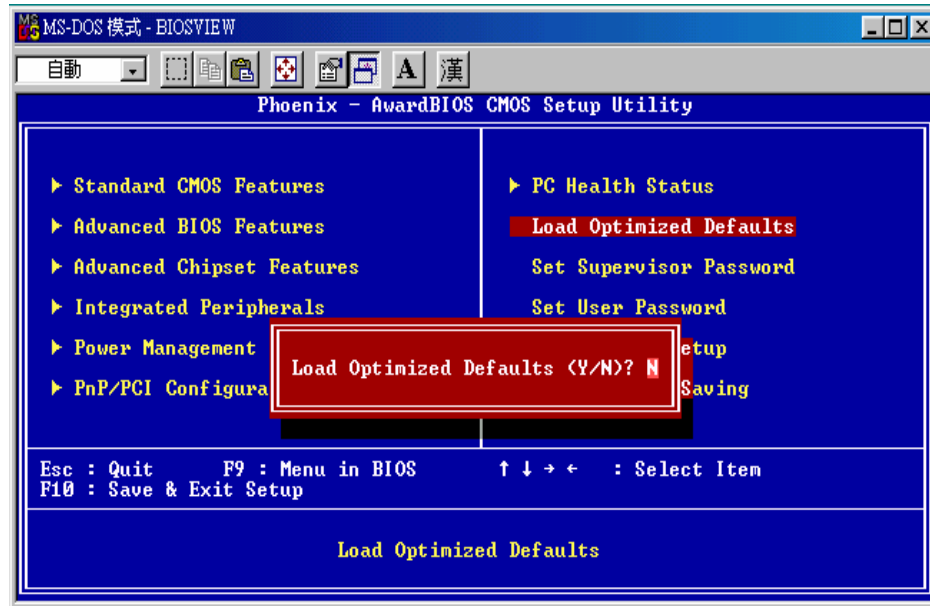 MS-DOS 模式 - BIOSVIEW
自動 A 漢
Phoenix - AwardBIOS CMOS Setup Utility
Standard CMOS Features
Advanced BIOS Features
Advanced Chipset Features
Integrated Peripherals
Power Management
PnP/PCI Configura
PC Health Status
Load Optimized Defaults
Set Supervisor Password
Set User Password
etup
Saving
Load Optimized Defaults (Y/N)? N
Esc : Quit F9 : Menu in BIOS ↑ ↓ → ← : Select Item
F10 : Save & Exit Setup
Load Optimized Defaults